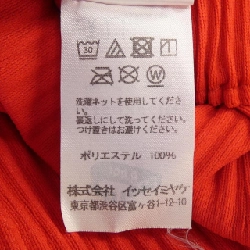 30
W
洗濯ネットを使用してくださ
い。
裏返しにして洗ってください。
つけ置きはお避けください。
ポリエステル 100%
株式会社 イッセイミヤケ
東京都渋谷区富ヶ谷1-12-10